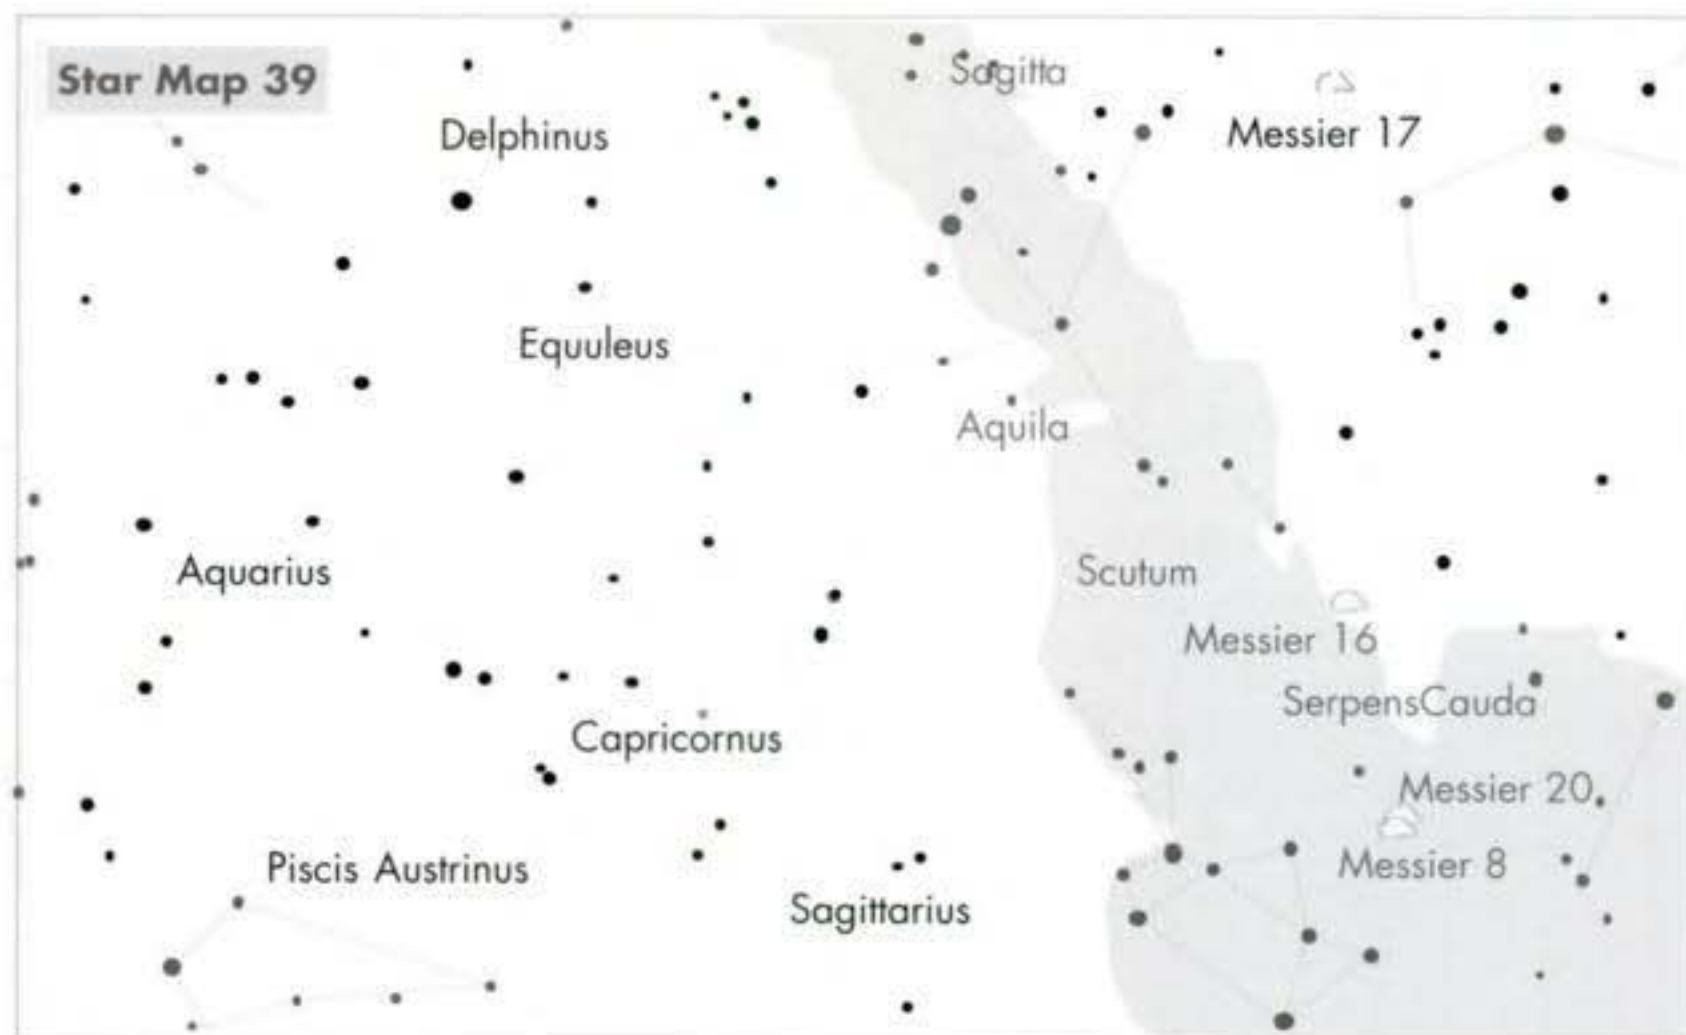 Star Map 39
Sagitta
Delphinus
Messier 17
Equuleus
Aquila
Aquarius
Scutum
Messier 16
SerpensCauda
Capricornus
Messier 20
Piscis Austrinus
Messier 8
Sagittarius